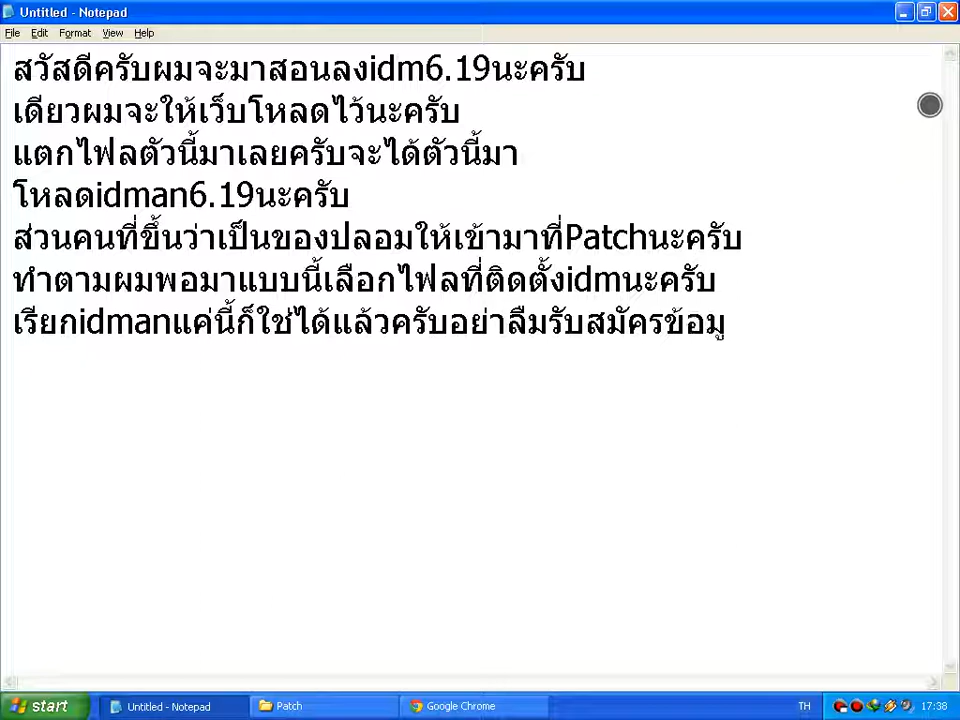 Untitled - Notepad
File Edit Format View Help
สวัสดีครับผมจะมาสอนลงidm6.19นะครับ
เดียวผมจะให้เว็บโหลดไว้นะครับ
แตกไฟลตัวนี้มาเลยครับจะได้ตัวนี้มา
โหลดidman6.19นะครับ
ส่วนคนที่ขึ้นว่าเป็นของปลอมให้เข้ามาที่Patchนะครับ
ทำตามผมพอมาแบบนี้เลือกไฟลที่ติดตั้งidmนะครับ
เรียกidmanแค่นี้ก็ใช่ได้แล้วครับอย่าลืมรับสมัครข้อมู
start Untitled - Notepad Patch Google Chrome TH 17:38